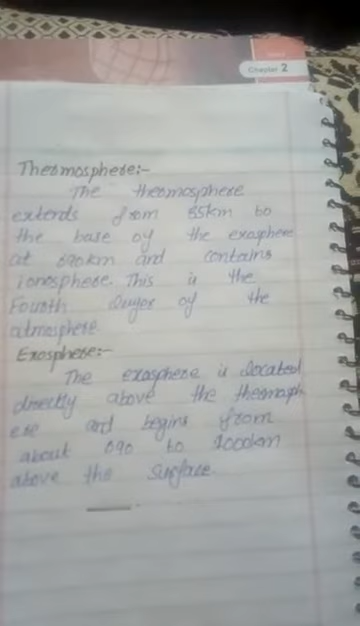 Chapter 2
Thermosphere:-
The thermosphere
extends from 85km to
the base of the exosphere
at 690km and contains
ionosphere. This is the
Fourth layer of the
atmosphere.
Exosphere:-
The exosphere is located
directly above the thermosph
ere and begins from
about 690 to 1000km
above the surface.